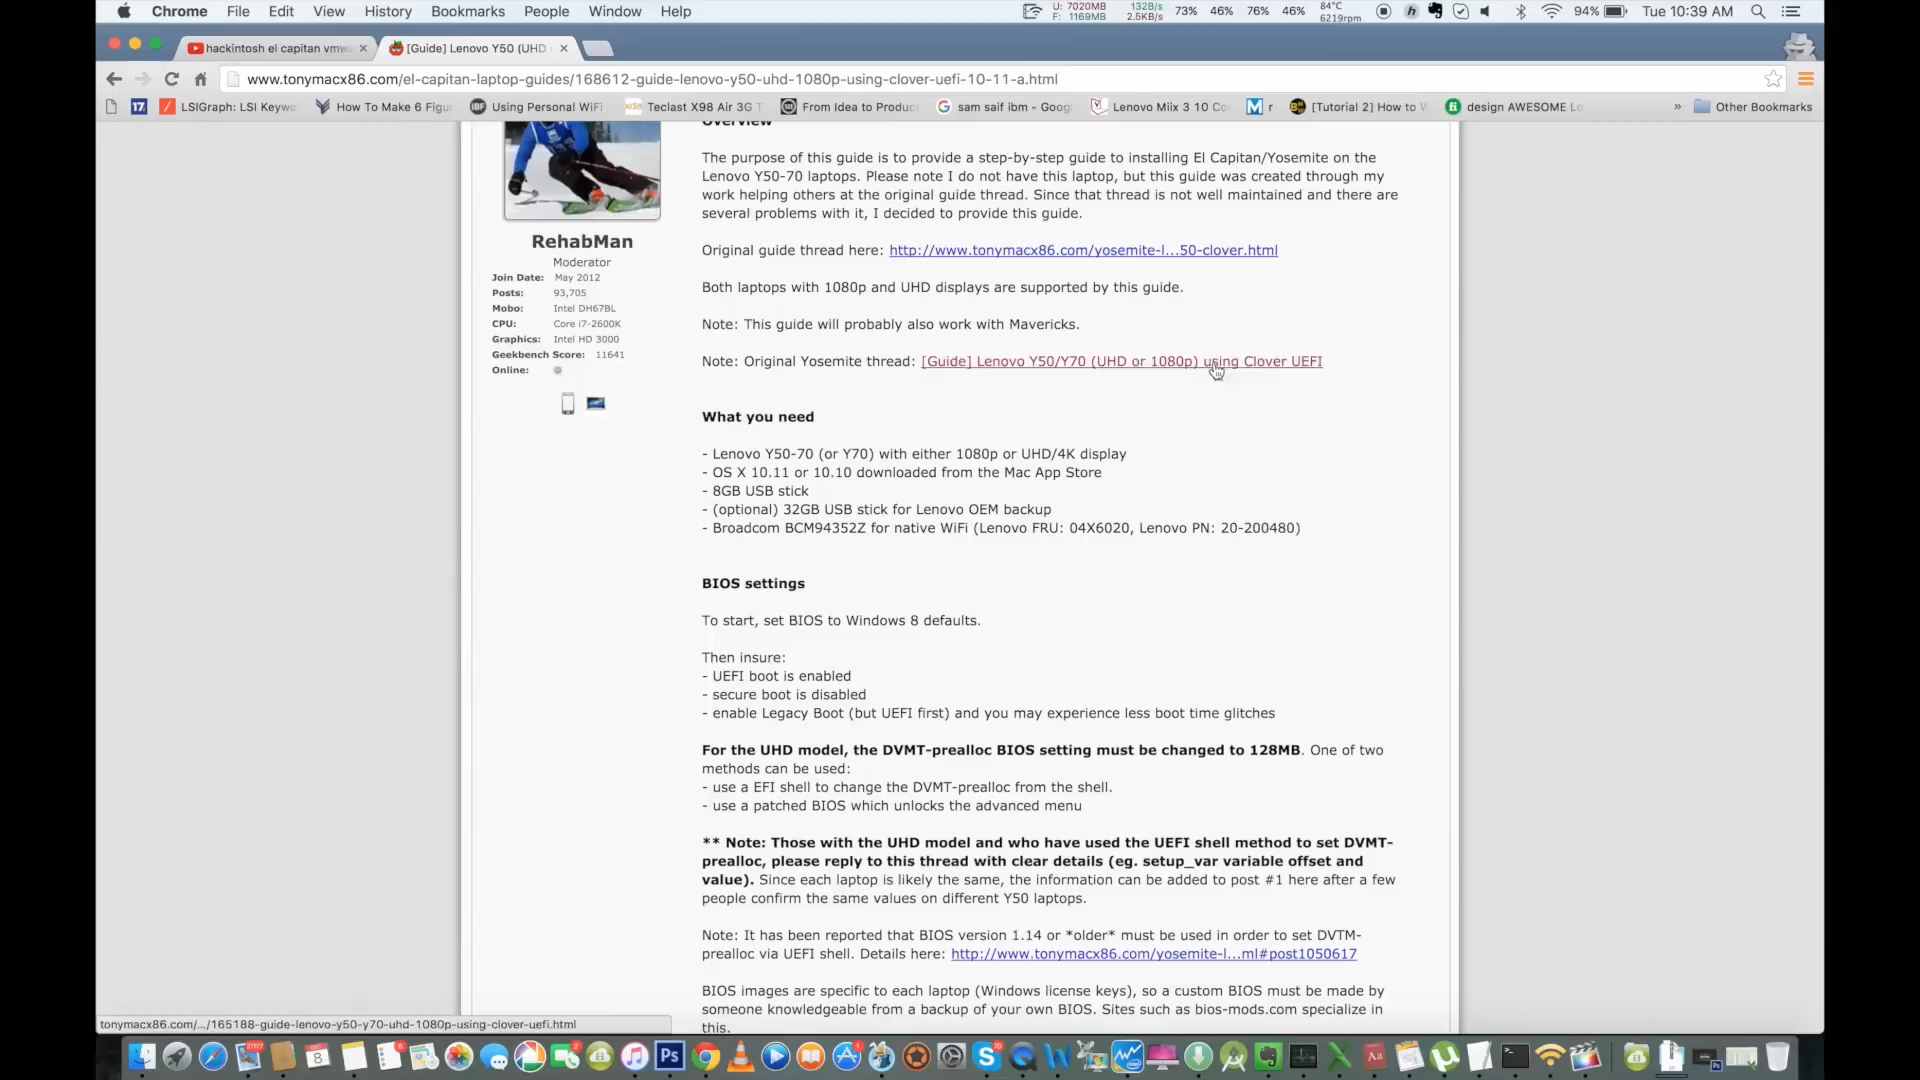 Chrome File Edit View History Bookmarks People Window Help
U: 7020MB 132B/s 73% 46% 76% 46% 84°C 94% Tue 10:39 AM
F: 1169MB 2.5KB/s 6219rpm
hackintosh el capitan vmwa [Guide] Lenovo Y50 (UHD
www.tonymacx86.com/el-capitan-laptop-guides/168612-guide-lenovo-y50-uhd-1080p-using-clover-uefi-10-11-a.html
17 LSIGraph: LSI Keywo How To Make 6 Figu Using Personal WiFi Teclast X98 Air 3G T From Idea to Produc sam saif ibm - Goog Lenovo Miix 3 10 Co r [Tutorial 2] How to design AWESOME Lo » Other Bookmarks
Overview
The purpose of this guide is to provide a step-by-step guide to installing El Capitan/Yosemite on the
Lenovo Y50-70 laptops. Please note I do not have this laptop, but this guide was created through my
work helping others at the original guide thread. Since that thread is not well maintained and there are
several problems with it, I decided to provide this guide.
RehabMan
Moderator
Join Date: May 2012
Posts: 93,705
Mobo: Intel DH67BL
CPU: Core i7-2600K
Graphics: Intel HD 3000
Geekbench Score: 11641
Online:
Original guide thread here: http://www.tonymacx86.com/yosemite-l...50-clover.html
Both laptops with 1080p and UHD displays are supported by this guide.
Note: This guide will probably also work with Mavericks.
Note: Original Yosemite thread: [Guide] Lenovo Y50/Y70 (UHD or 1080p) using Clover UEFI
What you need
- Lenovo Y50-70 (or Y70) with either 1080p or UHD/4K display
- OS X 10.11 or 10.10 downloaded from the Mac App Store
- 8GB USB stick
- (optional) 32GB USB stick for Lenovo OEM backup
- Broadcom BCM94352Z for native WiFi (Lenovo FRU: 04X6020, Lenovo PN: 20-200480)
BIOS settings
To start, set BIOS to Windows 8 defaults.
Then insure:
- UEFI boot is enabled
- secure boot is disabled
- enable Legacy Boot (but UEFI first) and you may experience less boot time glitches
For the UHD model, the DVMT-prealloc BIOS setting must be changed to 128MB. One of two
methods can be used:
- use a EFI shell to change the DVMT-prealloc from the shell.
- use a patched BIOS which unlocks the advanced menu
** Note: Those with the UHD model and who have used the UEFI shell method to set DVMT-
prealloc, please reply to this thread with clear details (eg. setup_var variable offset and
value). Since each laptop is likely the same, the information can be added to post #1 here after a few
people confirm the same values on different Y50 laptops.
Note: It has been reported that BIOS version 1.14 or *older* must be used in order to set DVTM-
prealloc via UEFI shell. Details here: http://www.tonymacx86.com/yosemite-l...ml#post1050617
BIOS images are specific to each laptop (Windows license keys), so a custom BIOS must be made by
someone knowledgeable from a backup of your own BIOS. Sites such as bios-mods.com specialize in
this.
tonymacx86.com/.../165188-guide-lenovo-y50-y70-uhd-1080p-using-clover-uefi.html